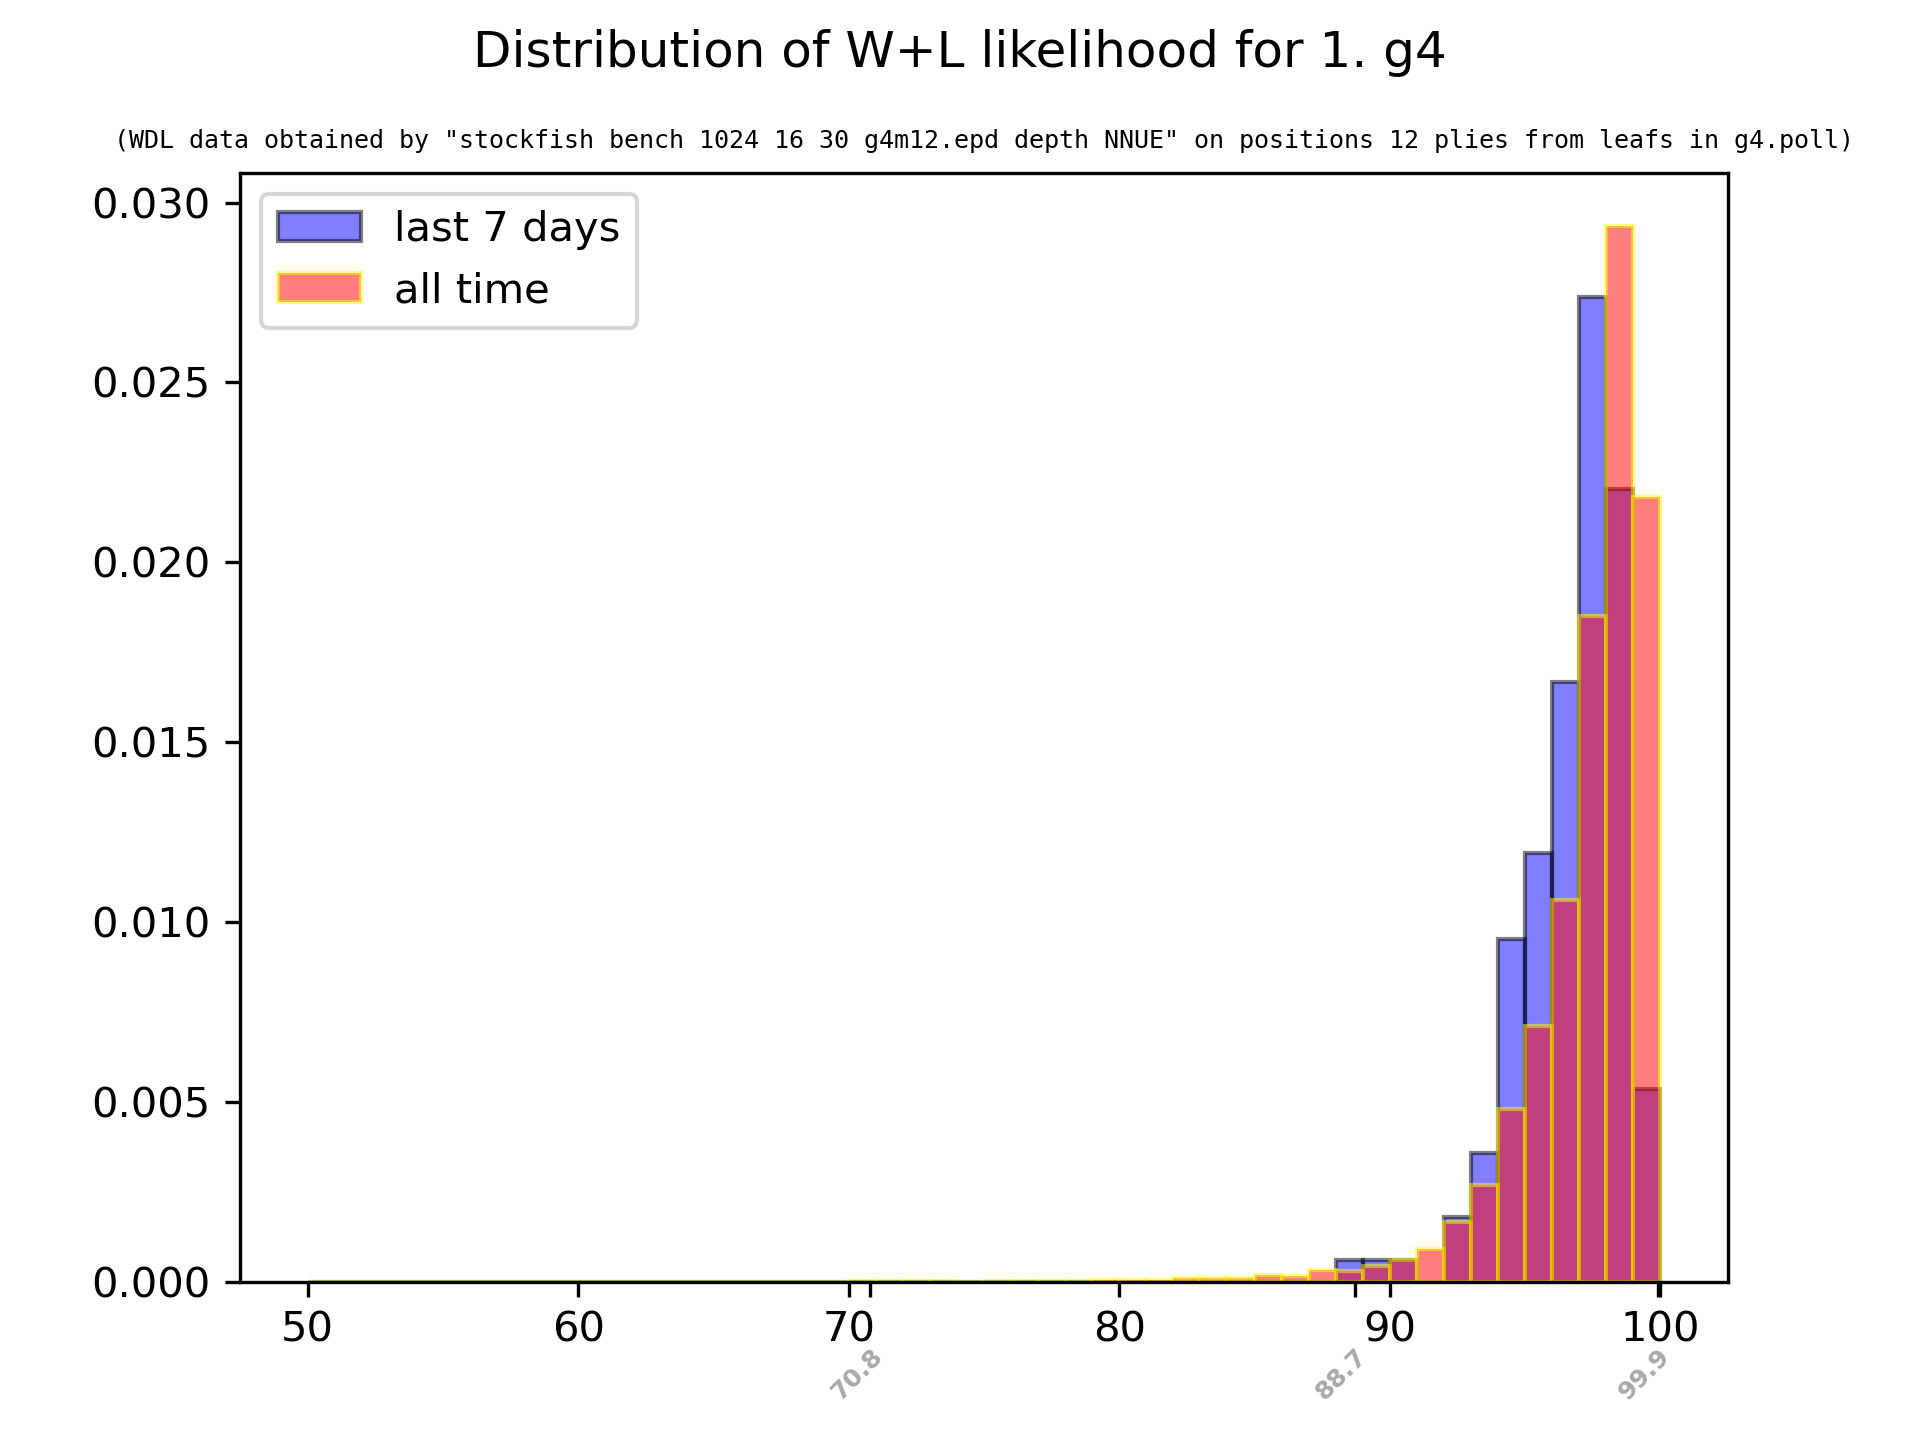 Distribution of W+L likelihood for 1. g4
(WDL data obtained by "stockfish bench 1024 16 30 g4m12.epd depth NNUE" on positions 12 plies from leafs in g4.poll)
last 7 days
all time
0.030
0.025
0.020
0.015
0.010
0.005
0.000
50 60 70 80 90 100
70.8 88.7 99.9